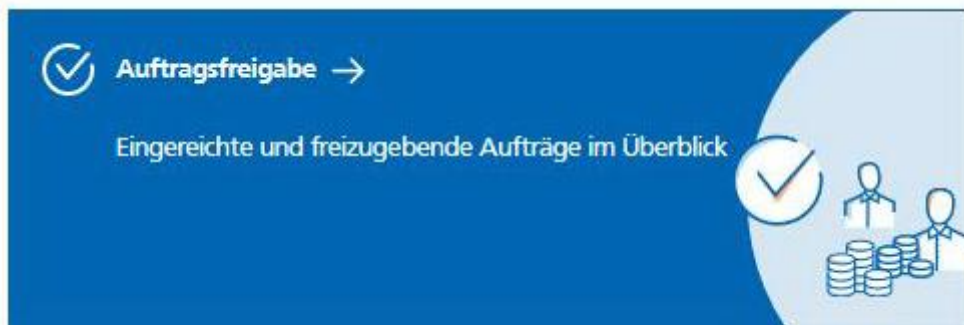 Auftragsfreigabe →
Eingereichte und freizugebende Aufträge im Überblick